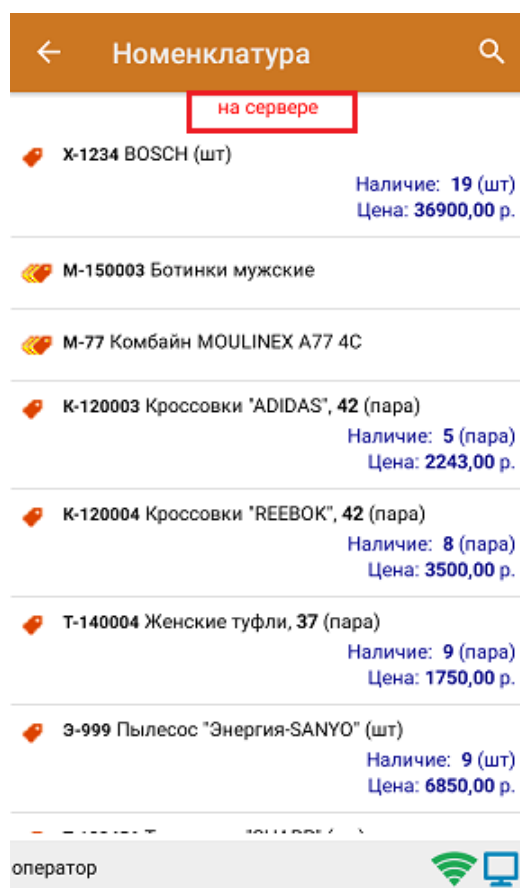 Номенклатура
на сервере
X-1234 BOSCH (шт)
Наличие: 19 (шт)
Цена: 36900,00 р.
М-150003 Ботинки мужские
М-77 Комбайн MOULINEX A77 4C
К-120003 Кроссовки "ADIDAS", 42 (пара)
Наличие: 5 (пара)
Цена: 2243,00 р.
К-120004 Кроссовки "REEBOK", 42 (пара)
Наличие: 8 (пара)
Цена: 3500,00 р.
Т-140004 Женские туфли, 37 (пара)
Наличие: 9 (пара)
Цена: 1750,00 р.
Э-999 Пылесос "Энергия-SANYO" (шт)
Наличие: 9 (шт)
Цена: 6850,00 р.
оператор